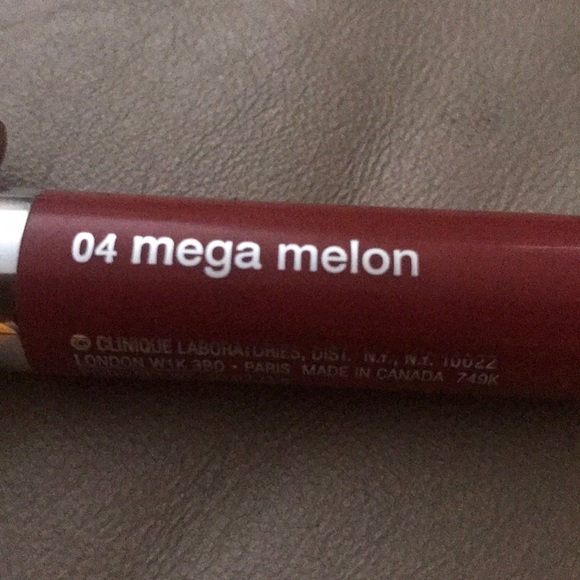 04 mega melon
© CLINIQUE LABORATORIES, DIST. N.Y., N.Y. 10022
LONDON W1K 3BQ • PARIS MADE IN CANADA 749K